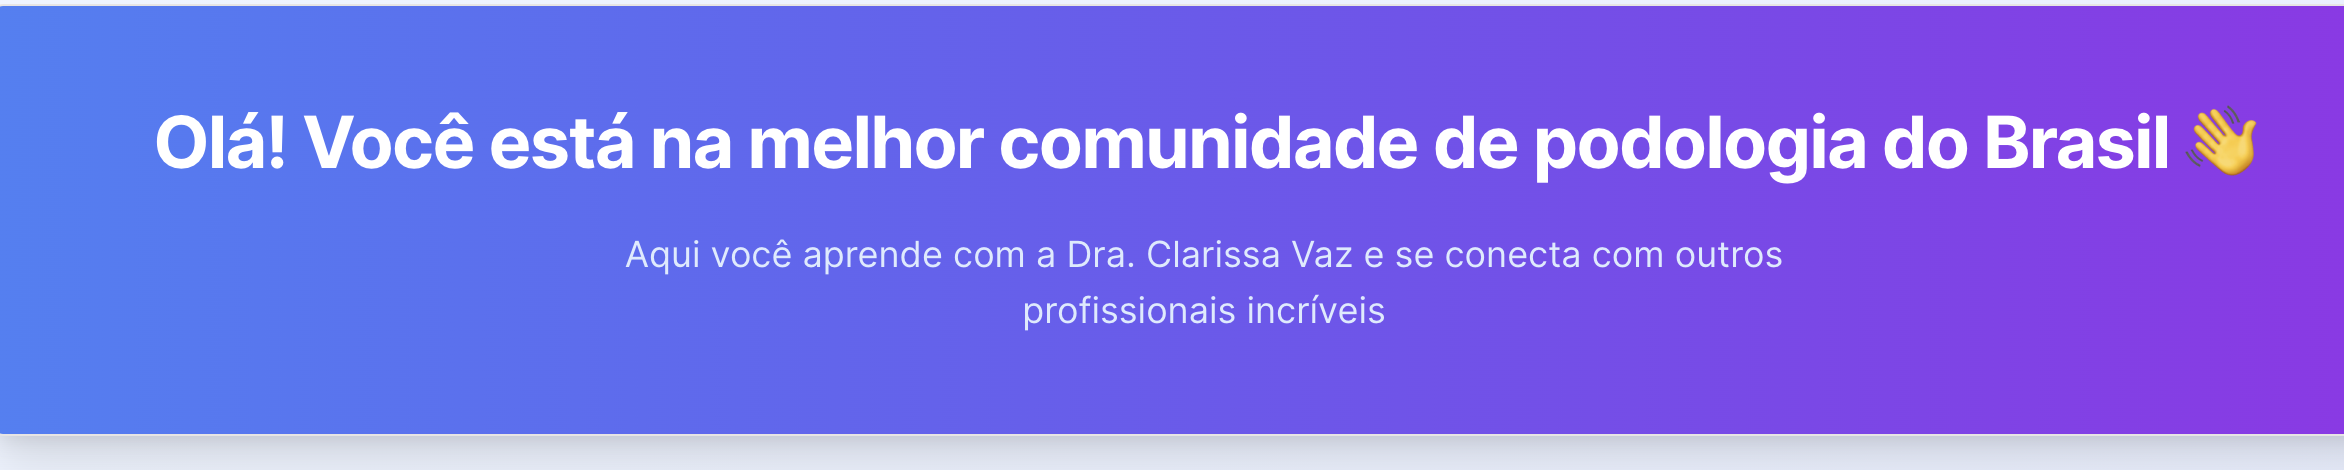 Olá! Você está na melhor comunidade de podologia do Brasil 👋
Aqui você aprende com a Dra. Clarissa Vaz e se conecta com outros
profissionais incríveis